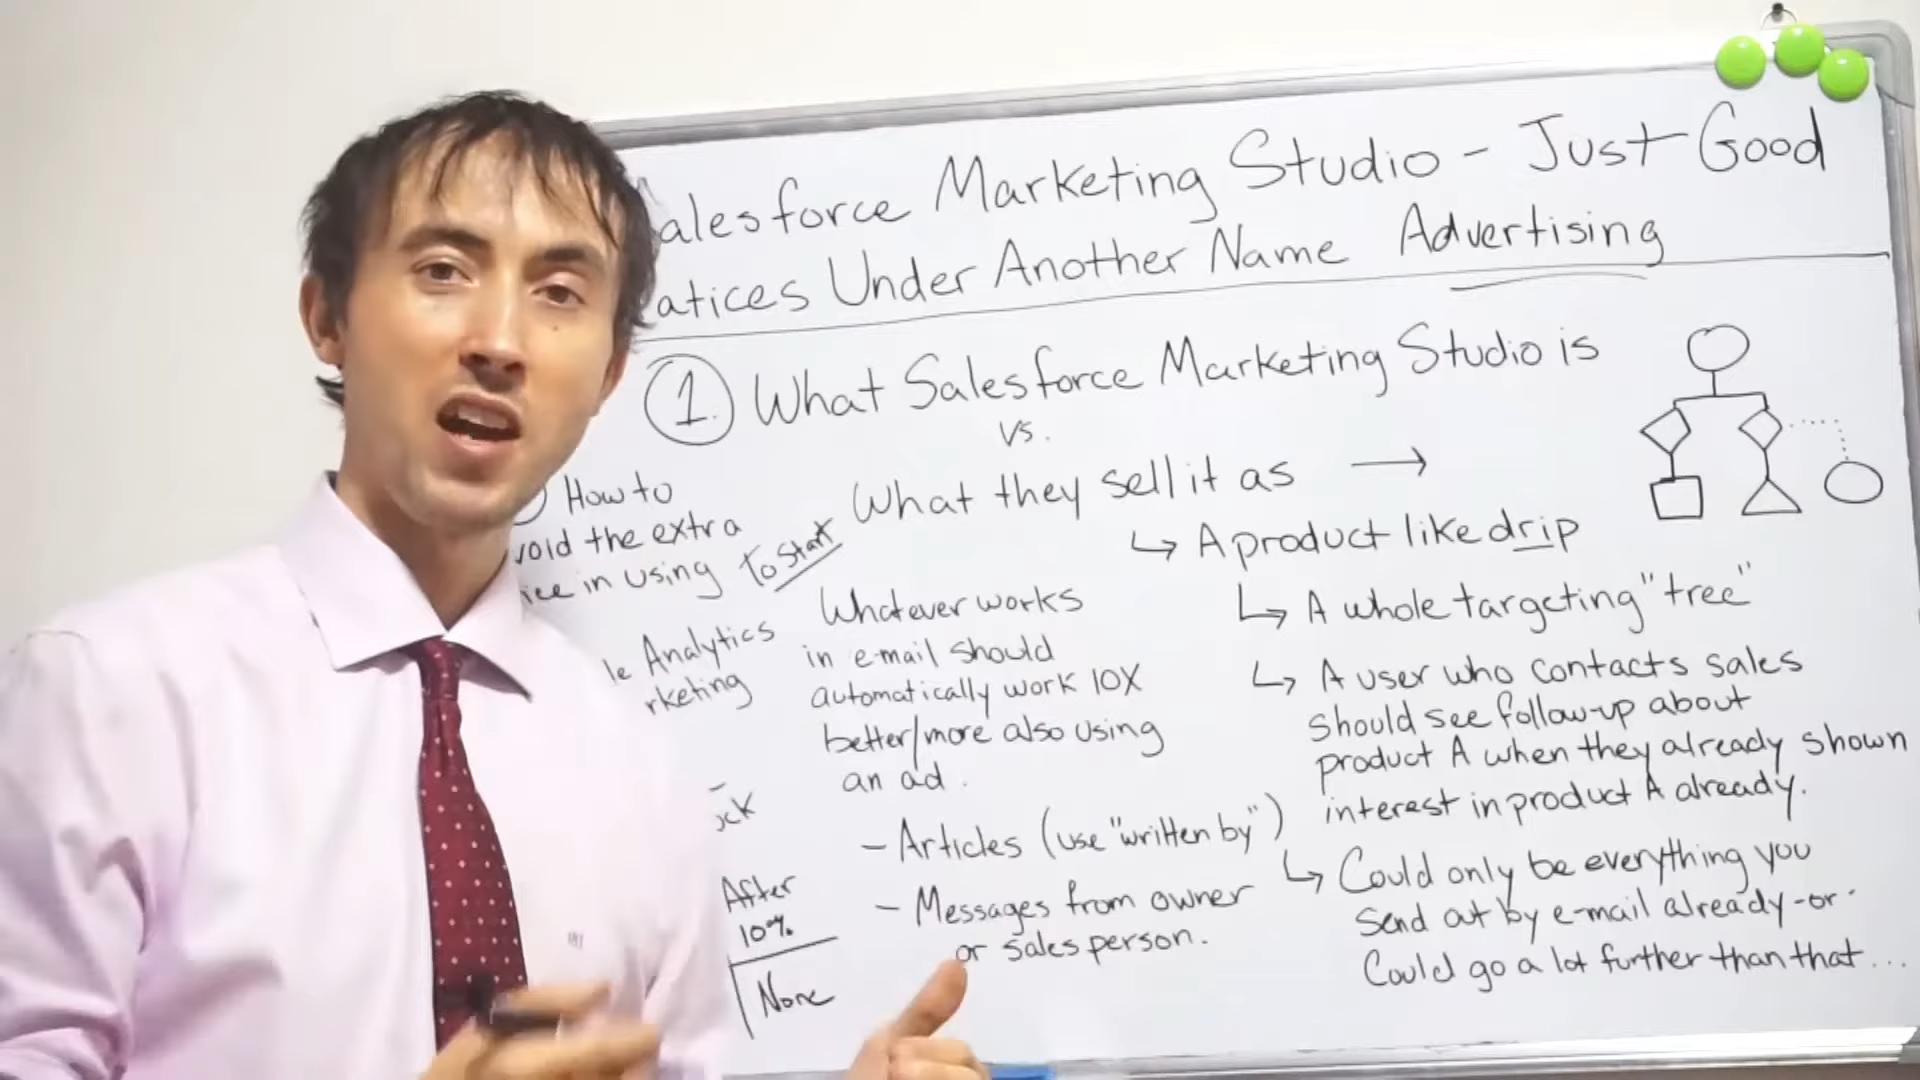 Salesforce Marketing Studio - Just Good
atices Under Another Name Advertising
1. What Salesforce Marketing Studio is
vs.
What they sell it as →
↳ A product like drip
↳ A whole targeting "tree"
↳ A user who contacts sales
should see follow-up about
product A when they already shown
interest in product A already.
↳ Could only be everything you
send out by e-mail already -or-
Could go a lot further than that...
How to
void the extra
in using
to start
Whatever works
in e-mail should
automatically work 10X
better/more also using
an ad.
- Articles (use "written by")
- Messages from owner
or sales person.
le Analytics
rketing
ck
After
10%
None